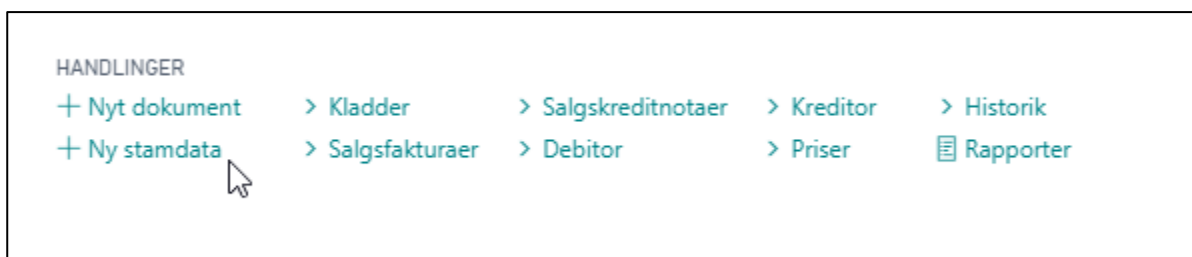 HANDLINGER
+ Nyt dokument > Kladder > Salgskreditnotaer > Kreditor > Historik
+ Ny stamdata > Salgsfakturaer > Debitor > Priser Rapporter